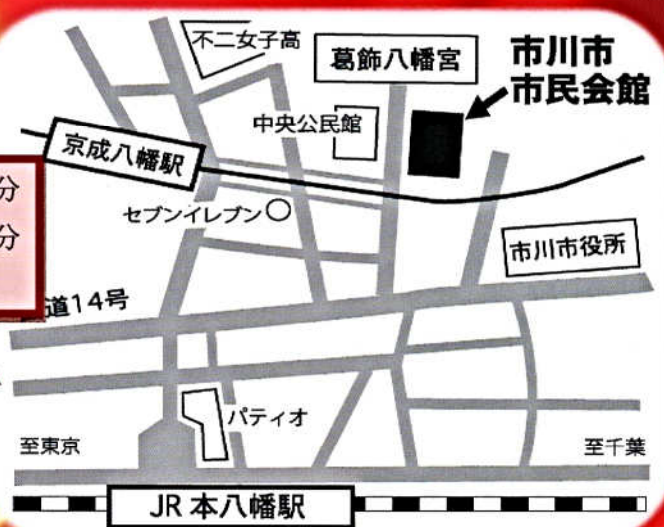 不二女子高
葛飾八幡宮
市川市
市民会館
中央公民館
京成八幡駅
分
分
セブンイレブン
市川市役所
道14号
パティオ
至東京
至千葉
JR 本八幡駅